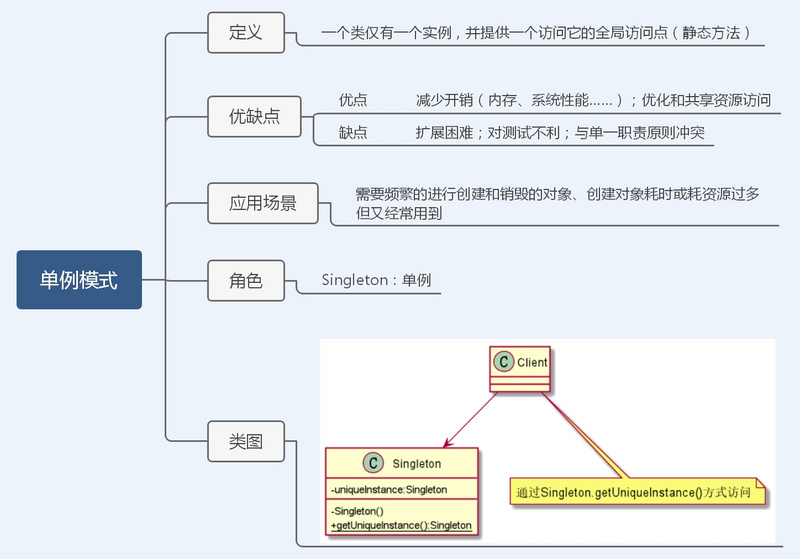 定义
一个类仅有一个实例，并提供一个访问它的全局访问点（静态方法）
优缺点
优点 减少开销（内存、系统性能......）；优化和共享资源访问
缺点 扩展困难；对测试不利；与单一职责原则冲突
应用场景
需要频繁的进行创建和销毁的对象、创建对象耗时或耗资源过多
但又经常用到
单例模式
角色
Singleton：单例
类图
C Client
C Singleton
-uniqueInstance:Singleton
-Singleton()
+getUniqueInstance():Singleton
通过Singleton.getUniqueInstance()方式访问